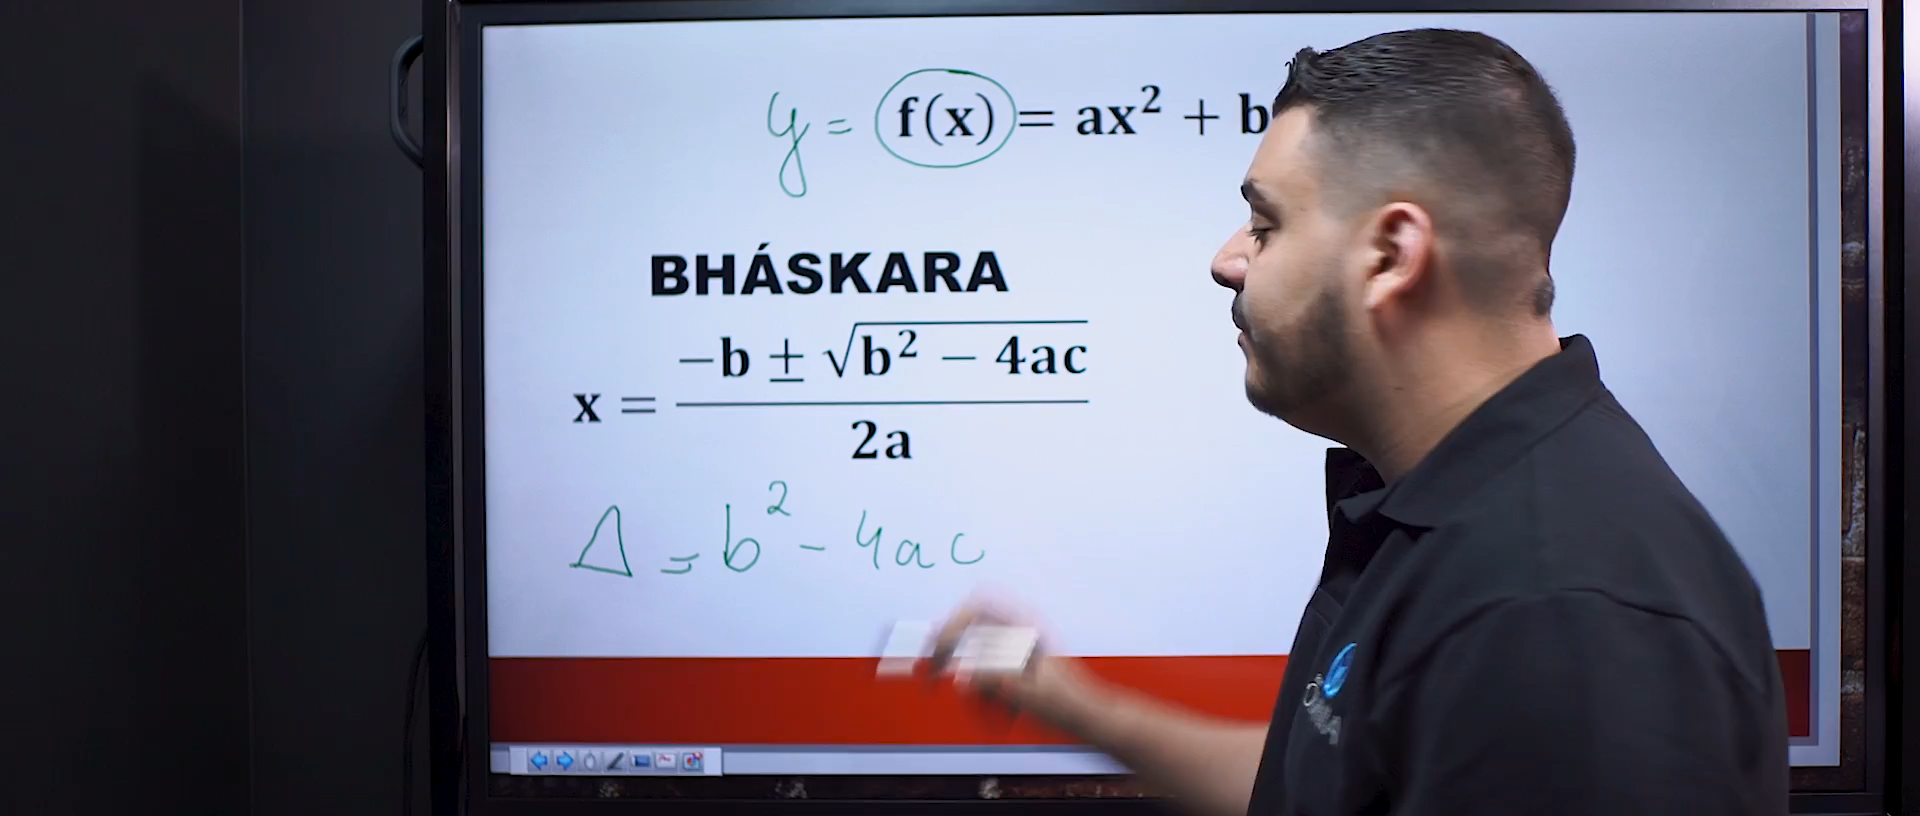 y = f(x) = ax² + b
BHÁSKARA
x = −b ± √b² − 4ac / 2a
Δ = b² - 4ac